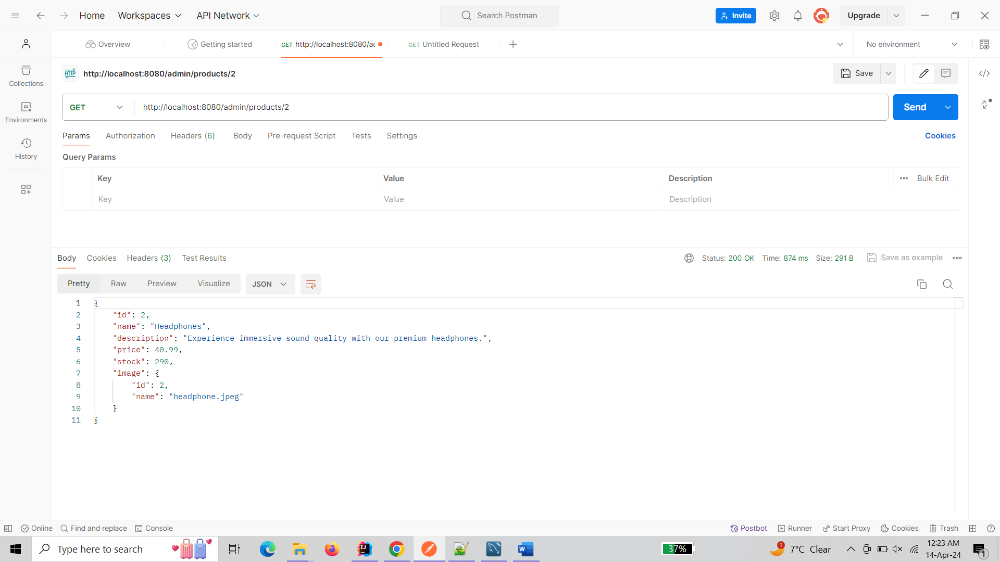 Home Workspaces API Network Search Postman Invite Upgrade
Overview Getting started GET http://localhost:8080/ac GET Untitled Request No environment
HTTP http://localhost:8080/admin/products/2 Save
GET http://localhost:8080/admin/products/2 Send
Params Authorization Headers (6) Body Pre-request Script Tests Settings Cookies
Query Params
Key Value Description Bulk Edit
Key Value Description
Collections
Environments
History
Body Cookies Headers (3) Test Results Status: 200 OK Time: 874 ms Size: 291 B Save as example
Pretty Raw Preview Visualize JSON
1 {
2 "id": 2,
3 "name": "Headphones",
4 "description": "Experience immersive sound quality with our premium headphones.",
5 "price": 40.99,
6 "stock": 290,
7 "image": {
8 "id": 2,
9 "name": "headphone.jpeg"
10 }
11 }
Online Find and replace Console Postbot Runner Start Proxy Cookies Trash
Type here to search IJ W 37% 1 7°C Clear 12:23 AM
14-Apr-24 1